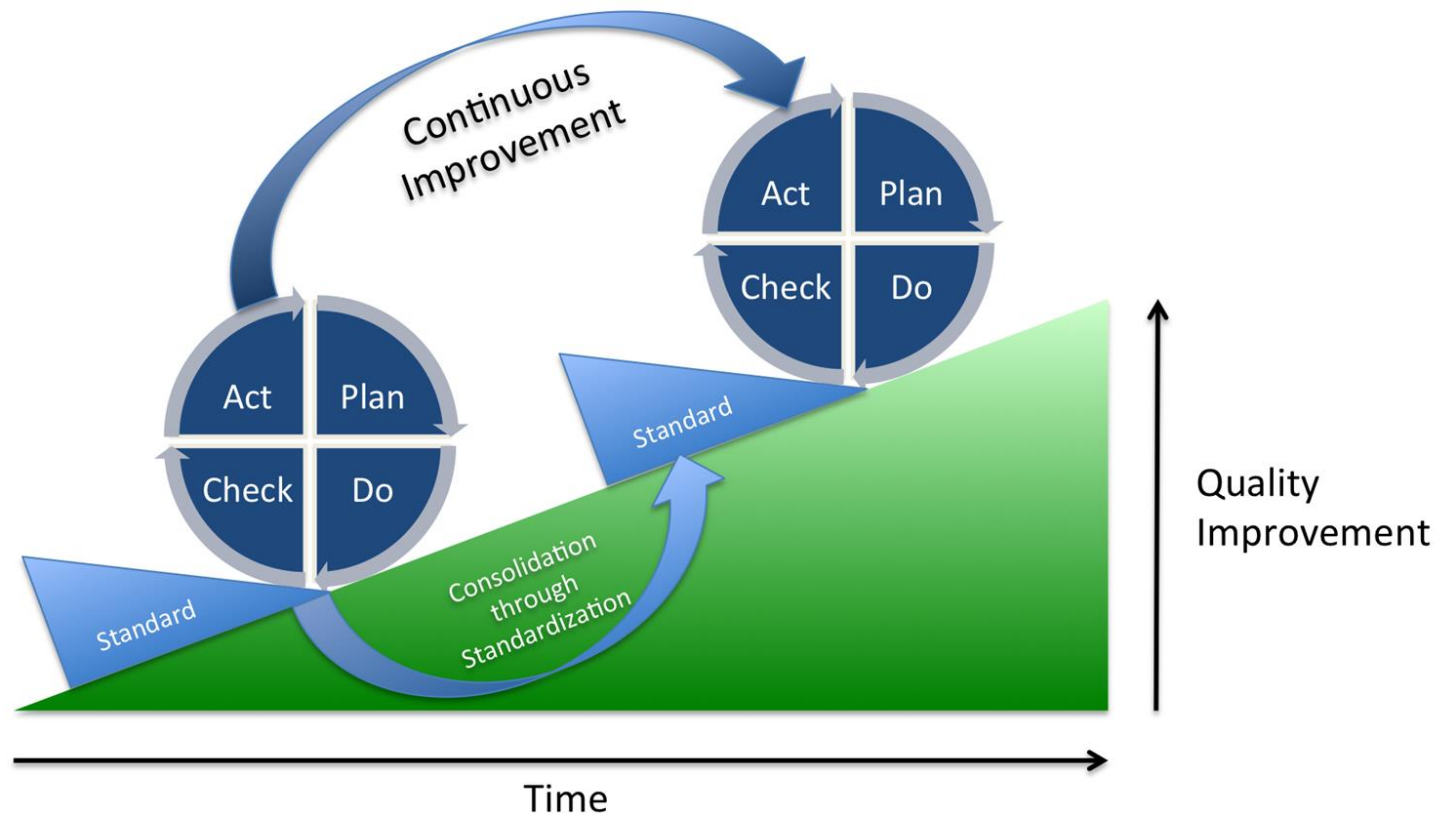 Continuous
Improvement
Act
Plan
Check
Do
Act
Plan
Check
Do
Standard
Standard
Consolidation
through
Standardization
Quality
Improvement
Time